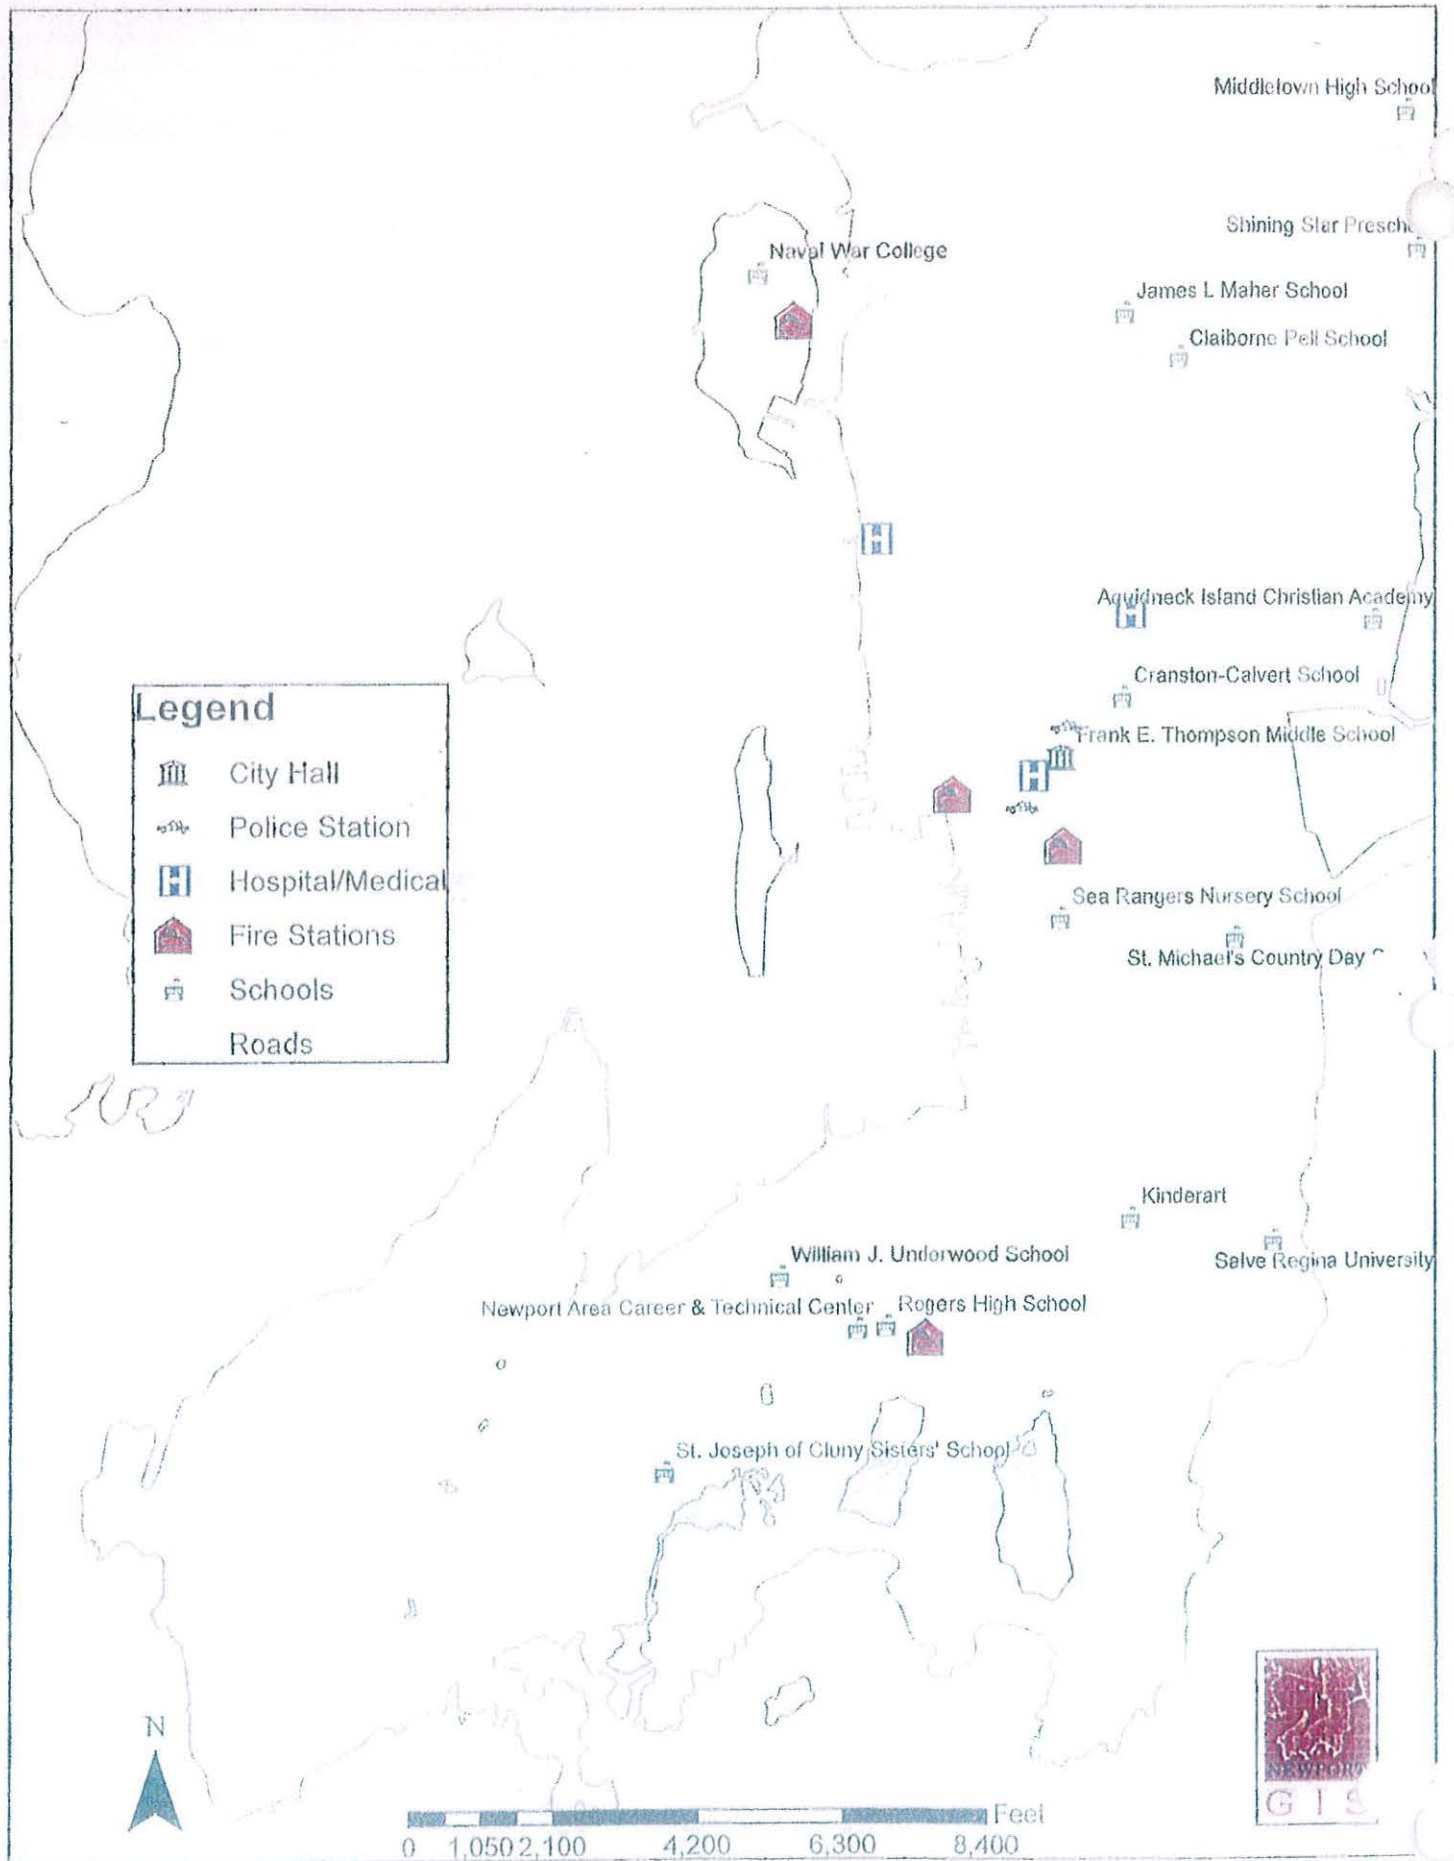 Middletown High School
Shining Star
Naval War College
James L Maher School
Claiborne Pell School
Aquidneck Island Christian Academy
Cranston-Calvert School
Frank E. Thompson Middle School
Legend
City Hall
Police Station
Hospital/Medical
Fire Stations
Schools
Roads
Sea Rangers Nursery School
St. Michael's Country Day
Kinderart
William J. Underwood School
Salve Regina University
Newport Area Career & Technical Center
Rogers High School
St. Joseph of Cluny Sisters' School
N
NEWPORT
GIS
Feet
0 1,050 2,100 4,200 6,300 8,400